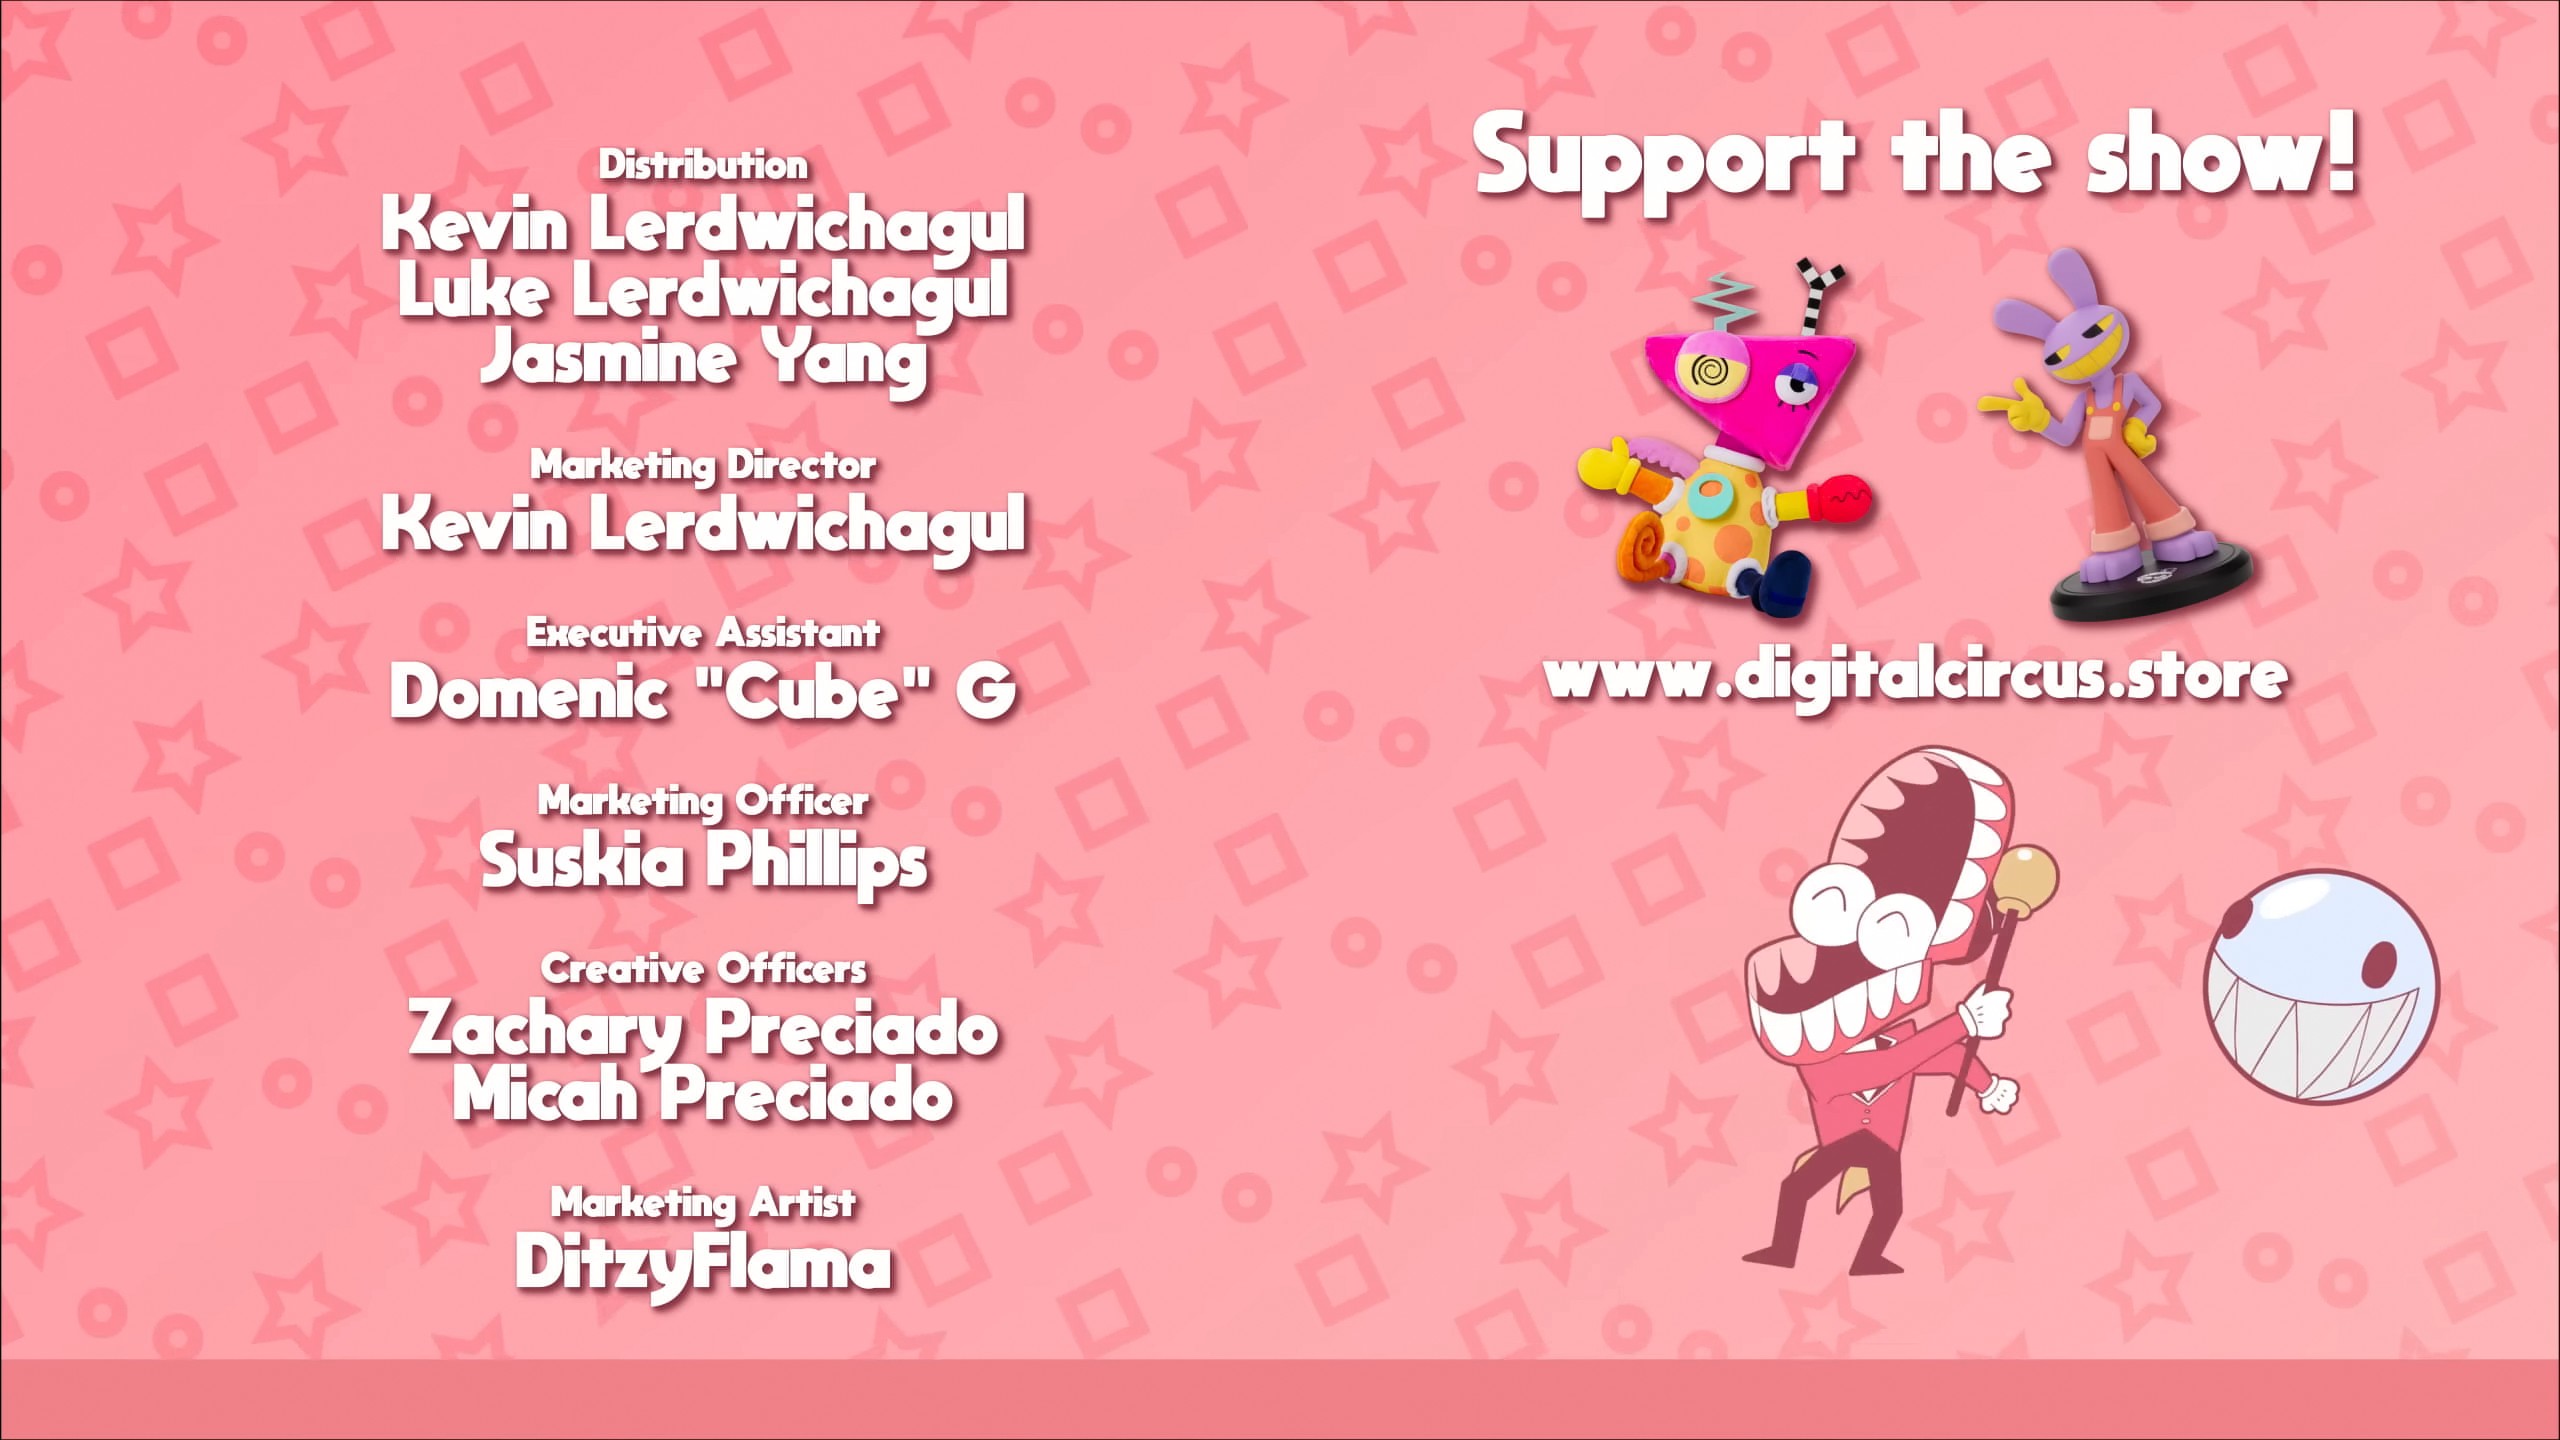 Distribution
Kevin Lerdwichagul
Luke Lerdwichagul
Jasmine Yang
Marketing Director
Kevin Lerdwichagul
Executive Assistant
Domenic "Cube" G
Marketing Officer
Suskia Phillips
Creative Officers
Zachary Preciado
Micah Preciado
Marketing Artist
DitzyFlama
Support the show!
www.digitalcircus.store